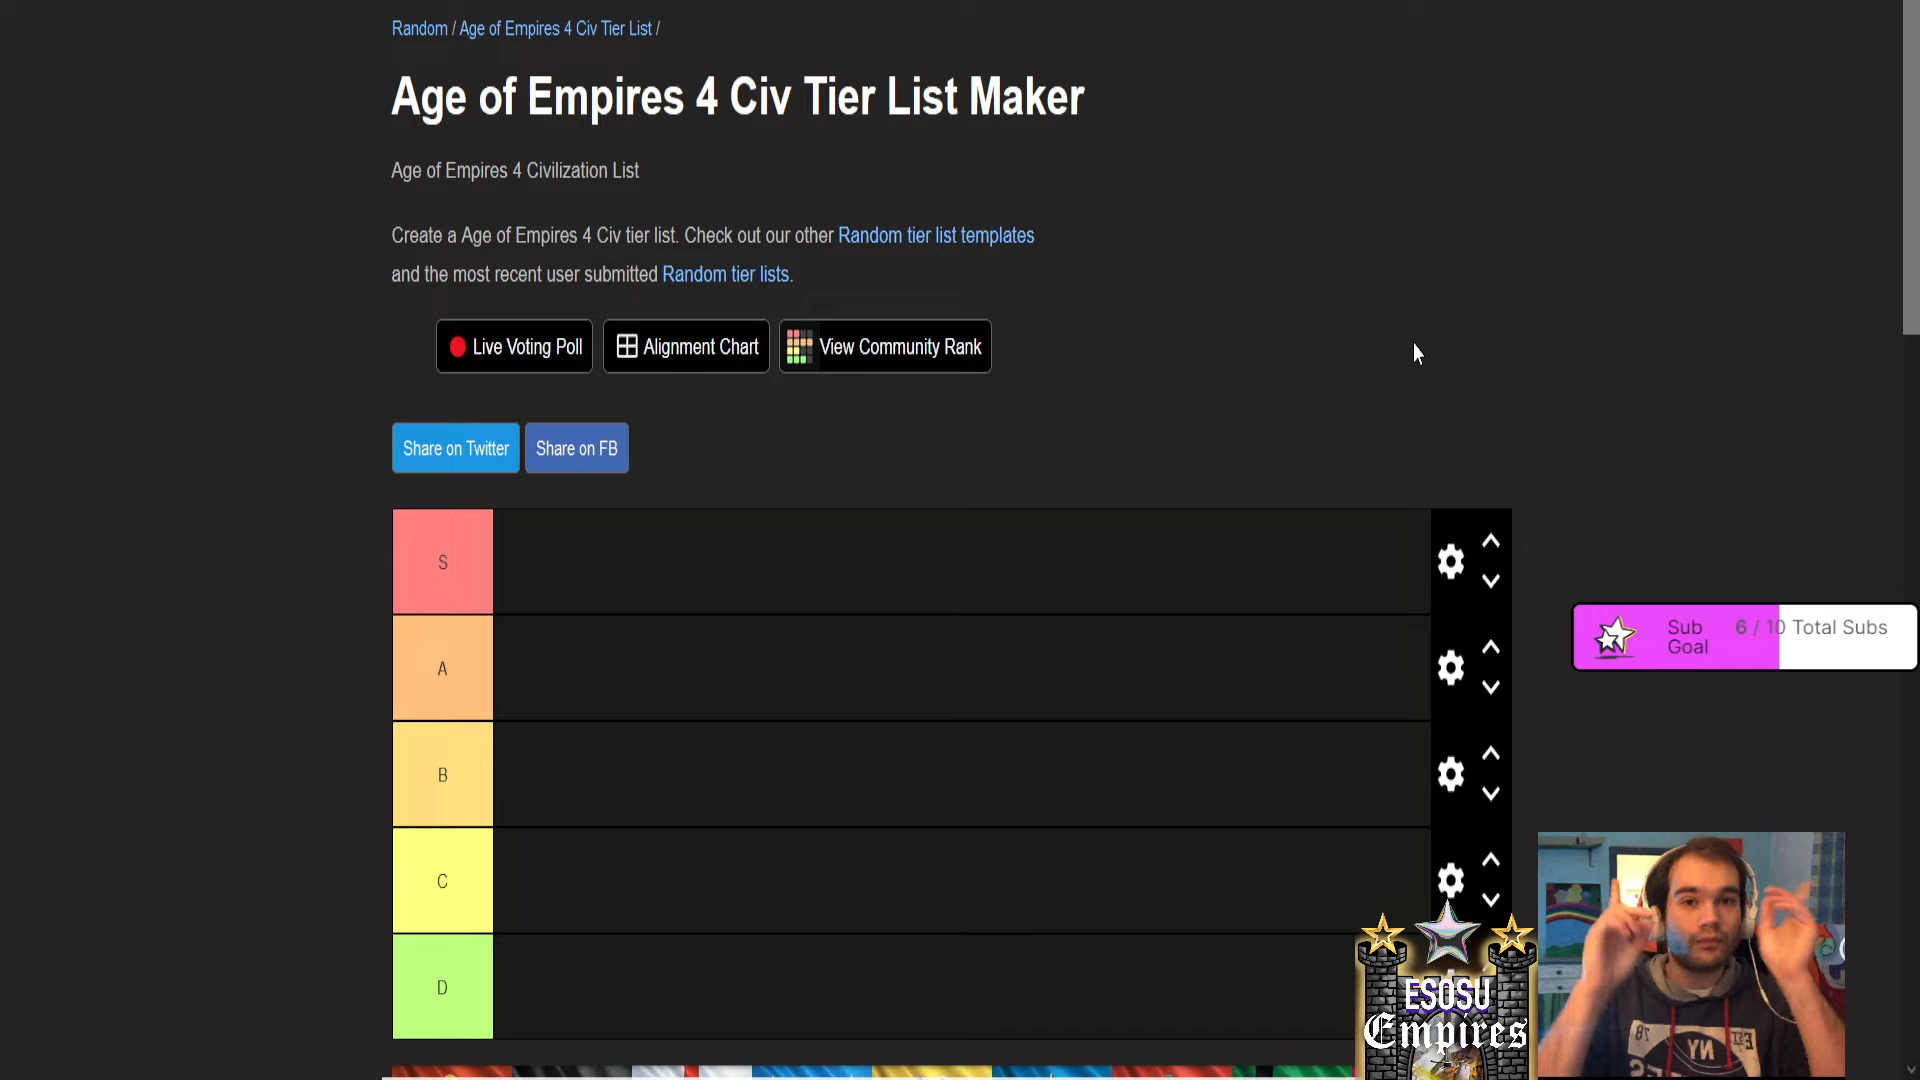 Random / Age of Empires 4 Civ Tier List /
Age of Empires 4 Civ Tier List Maker
Age of Empires 4 Civilization List
Create a Age of Empires 4 Civ tier list. Check out our other Random tier list templates
and the most recent user submitted Random tier lists.
Live Voting Poll
Alignment Chart
View Community Rank
Share on Twitter
Share on FB
S
A
B
C
D
Sub Goal
6 / 10 Total Subs
ESOSU
Empires
NY